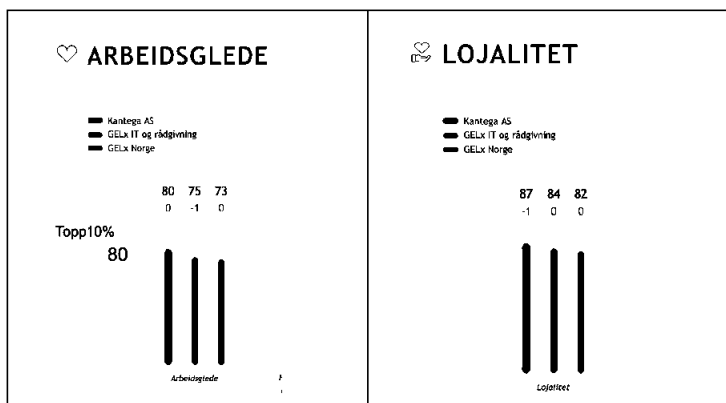 ARBEIDSGLEDE
Kantega AS
GELx IT og rådgivning
GELx Norge
80 75 73
0 -1 0
Topp10%
80
Arbeidsglede
LOJALITET
Kantega AS
GELx IT og rådgivning
GELx Norge
87 84 82
-1 0 0
Lojalitet